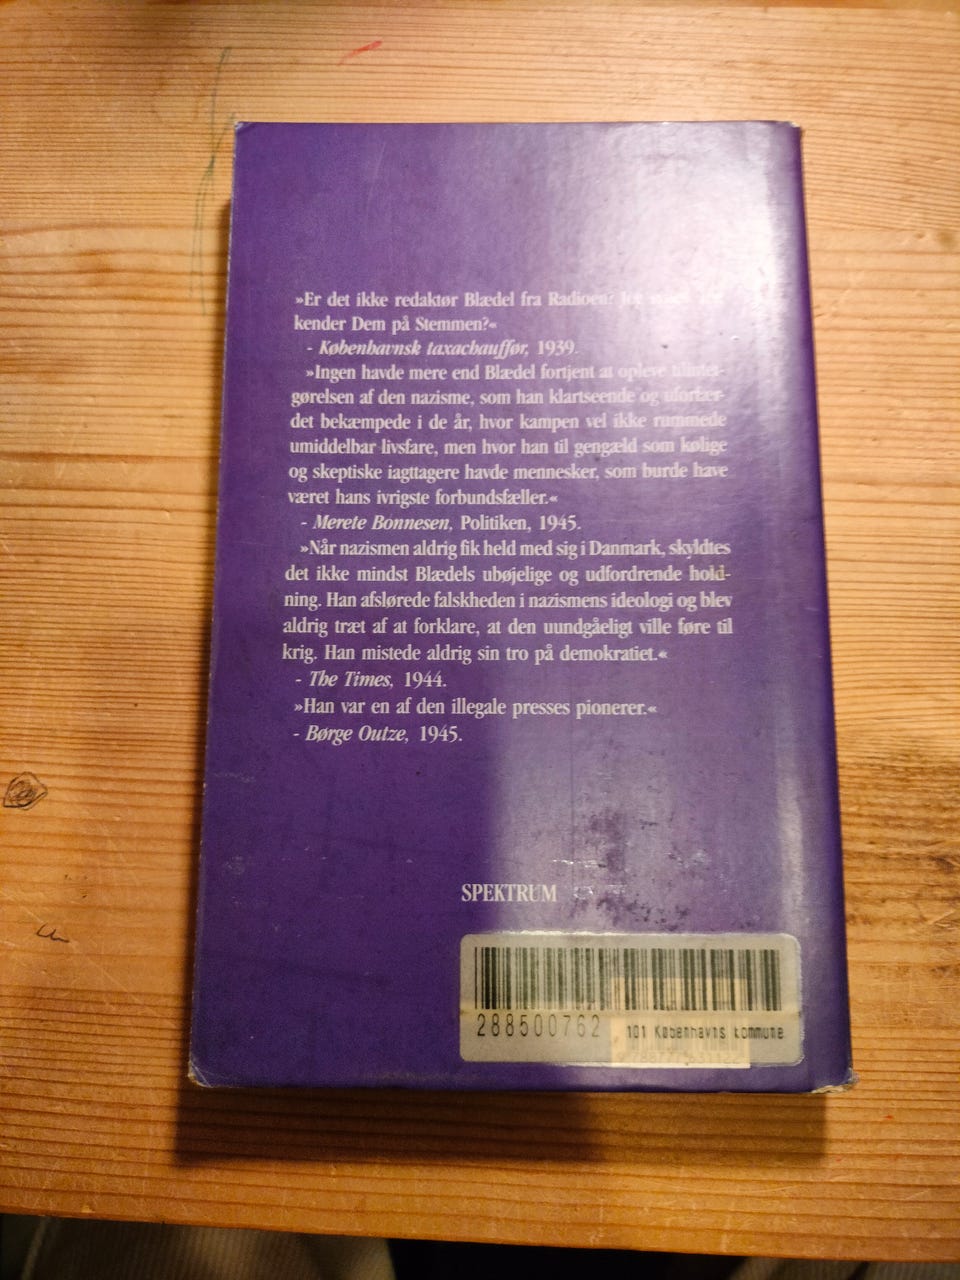 »Er det ikke redaktør Blædel fra Radioen?
kender Dem på Stemmen?«
- Københavnsk taxachauffør, 1939.
»Ingen havde mere end Blædel fortjent at opleve tilintet-
gørelsen af den nazisme, som han klartseende og uforfær-
det bekæmpede i de år, hvor kampen vel ikke rummede
umiddelbar livsfare, men hvor han til gengæld som kølige
og skeptiske iagttagere havde mennesker, som burde have
været hans ivrigste forbundsfæller.«
- Merete Bonnesen, Politiken, 1945.
»Når nazismen aldrig fik held med sig i Danmark, skyldtes
det ikke mindst Blædels ubøjelige og udfordrende hold-
ning. Han afslørede falskheden i nazismens ideologi og blev
aldrig træt af at forklare, at den uundgåeligt ville føre til
krig. Han mistede aldrig sin tro på demokratiet.«
- The Times, 1944.
»Han var en af den illegale presses pionerer.«
- Børge Outze, 1945.
SPEKTRUM
288500762 101 Københavns kommune